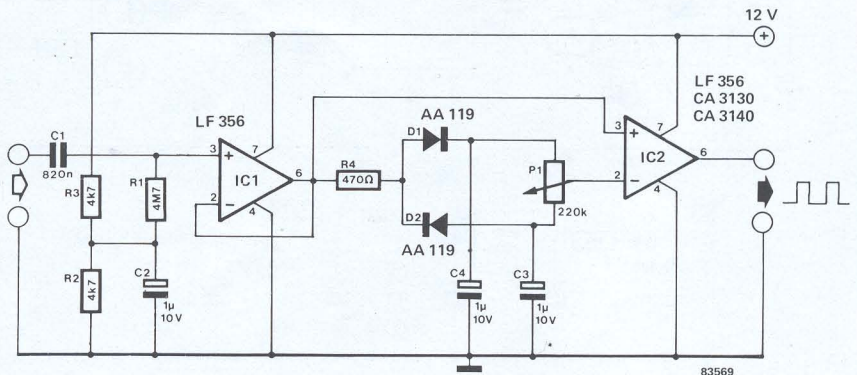 12 V
LF 356
CA 3130
CA 3140
LF 356
AA 119
C1
820n
R3
4k7
R1
4M7
3
+
7
IC1
6
2
−
4
R4
470Ω
D1
D2
AA 119
P1
220k
3
+
7
IC2
6
2
−
4
R2
4k7
C2
1µ
10V
C4
1µ
10V
C3
1µ
10V
83569